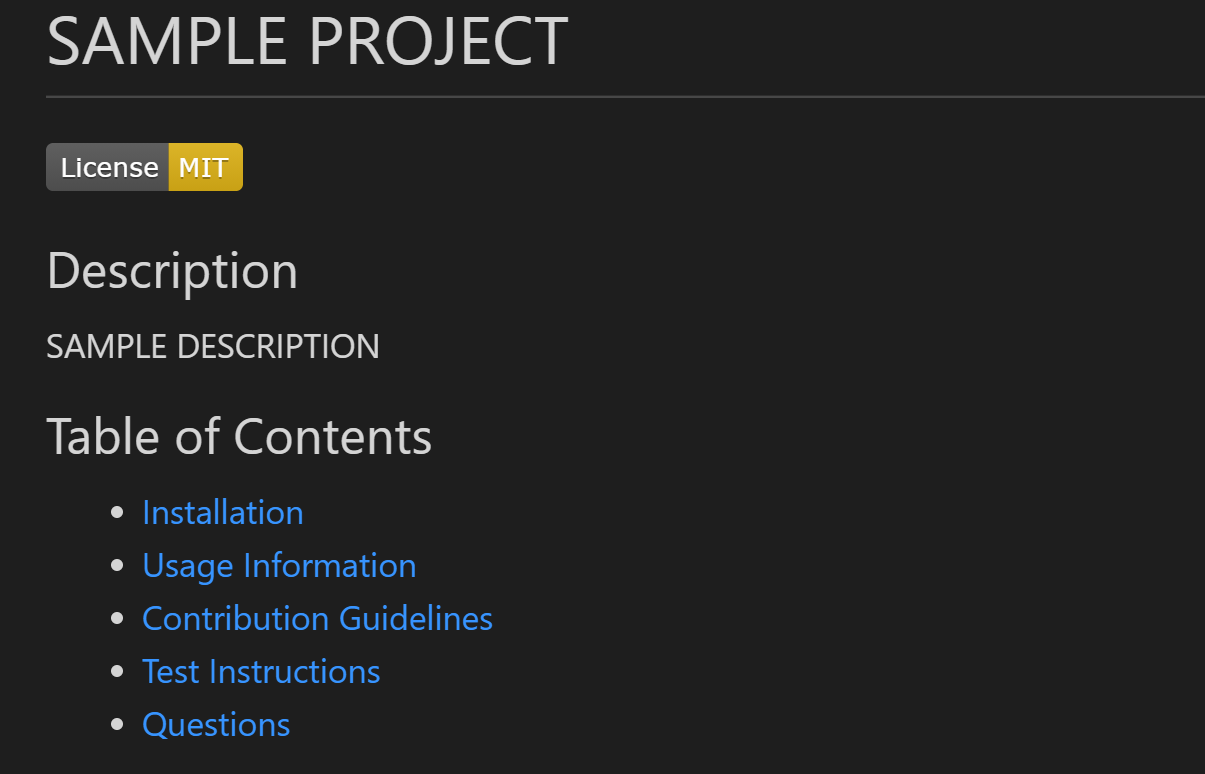 SAMPLE PROJECT
License MIT
Description
SAMPLE DESCRIPTION
Table of Contents
Installation
Usage Information
Contribution Guidelines
Test Instructions
Questions